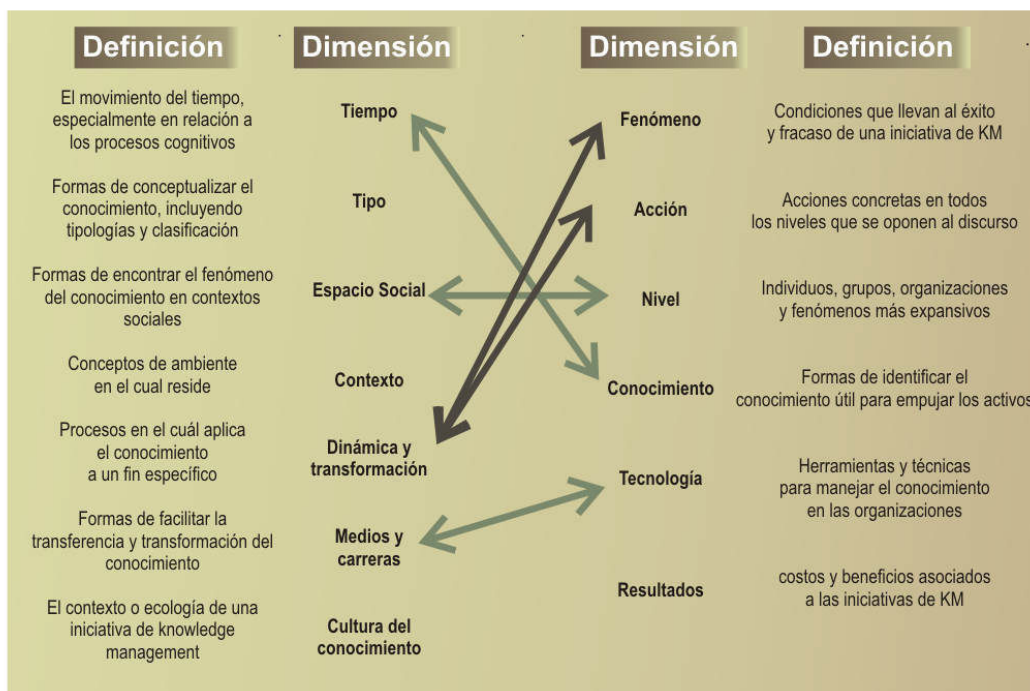 Definición
Dimensión
Dimensión
Definición
El movimiento del tiempo,
especialmente en relación a
los procesos cognitivos
Tiempo
Fenómeno
Condiciones que llevan al éxito
y fracaso de una iniciativa de KM
Formas de conceptualizar el
conocimiento, incluyendo
tipologías y clasificación
Tipo
Acción
Acciones concretas en todos
los niveles que se oponen al discurso
Formas de encontrar el fenómeno
del conocimiento en contextos
sociales
Espacio Social
Nivel
Individuos, grupos, organizaciones
y fenómenos más expansivos
Conceptos de ambiente
en el cual reside
Contexto
Conocimiento
Formas de identificar el
conocimiento útil para empujar los activos
Procesos en el cuál aplica
el conocimiento
a un fin específico
Dinámica y
transformación
Tecnología
Herramientas y técnicas
para manejar el conocimiento
en las organizaciones
Formas de facilitar la
transferencia y transformación del
conocimiento
Medios y
carreras
Resultados
costos y beneficios asociados
a las iniciativas de KM
El contexto o ecología de una
iniciativa de knowledge
management
Cultura del
conocimiento